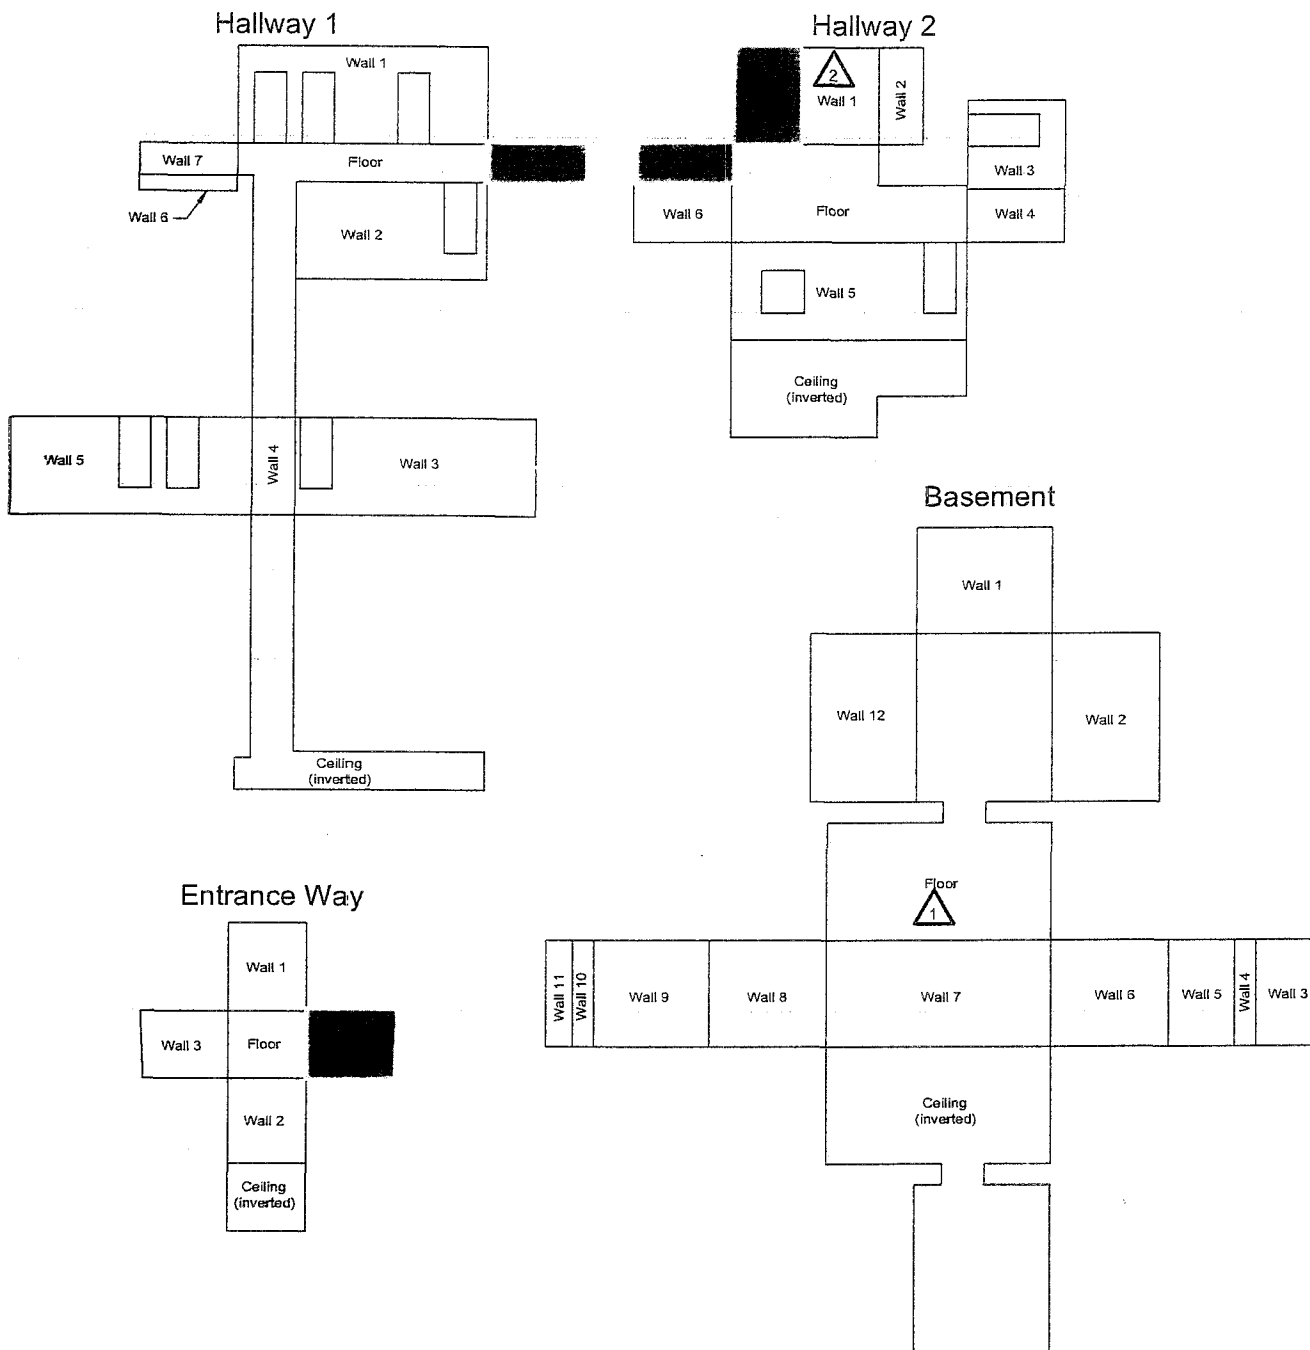 Hallway 1
Wall 1
Wall 7
Floor
Wall 6
Wall 2
Wall 5
Wall 4
Wall 3
Ceiling
(inverted)
Hallway 2
2
Wall 1
Wall 2
Wall 3
Wall 6
Floor
Wall 4
Wall 5
Ceiling
(inverted)
Entrance Way
Wall 1
Wall 3
Floor
Wall 2
Ceiling
(inverted)
Basement
Wall 1
Wall 12
Wall 2
Floor
1
Wall 11
Wall 10
Wall 9
Wall 8
Wall 7
Wall 6
Wall 5
Wall 4
Wall 3
Ceiling
(inverted)